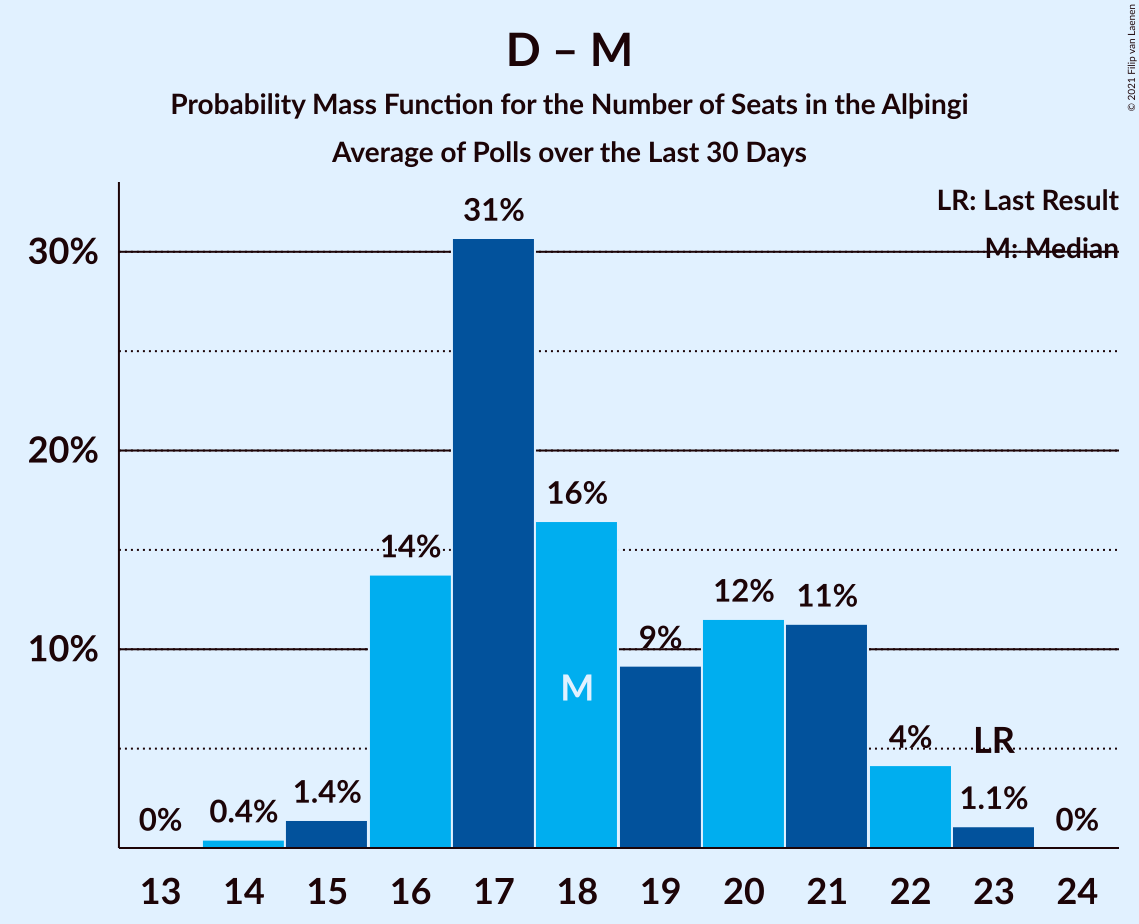 D – M
Probability Mass Function for the Number of Seats in the Alþingi
Average of Polls over the Last 30 Days
© 2021 Filip van Laenen
LR: Last Result
M: Median
30%
20%
10%
0%
0.4%
1.4%
14%
31%
16%
9%
12%
11%
4%
1.1%
0%
M
LR
13 14 15 16 17 18 19 20 21 22 23 24